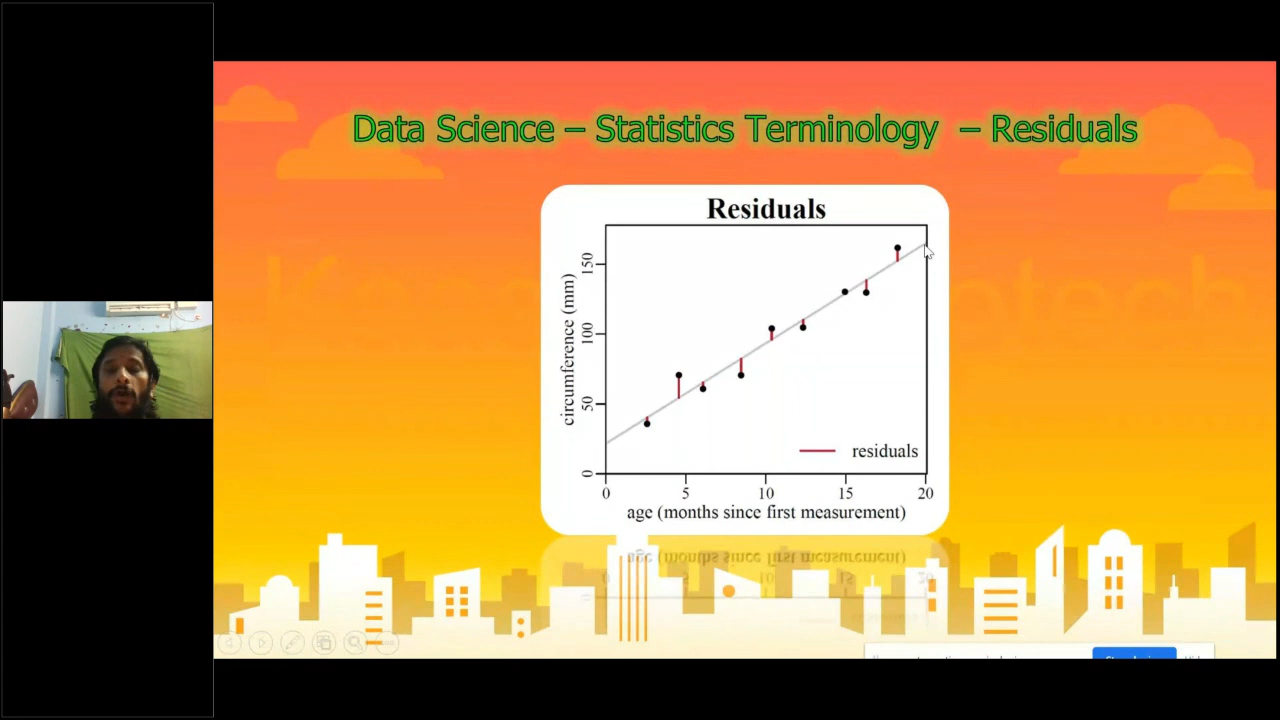 Data Science – Statistics Terminology – Residuals
Residuals
circumference (mm)
150
100
50
0
residuals
0 5 10 15 20
age (months since first measurement)